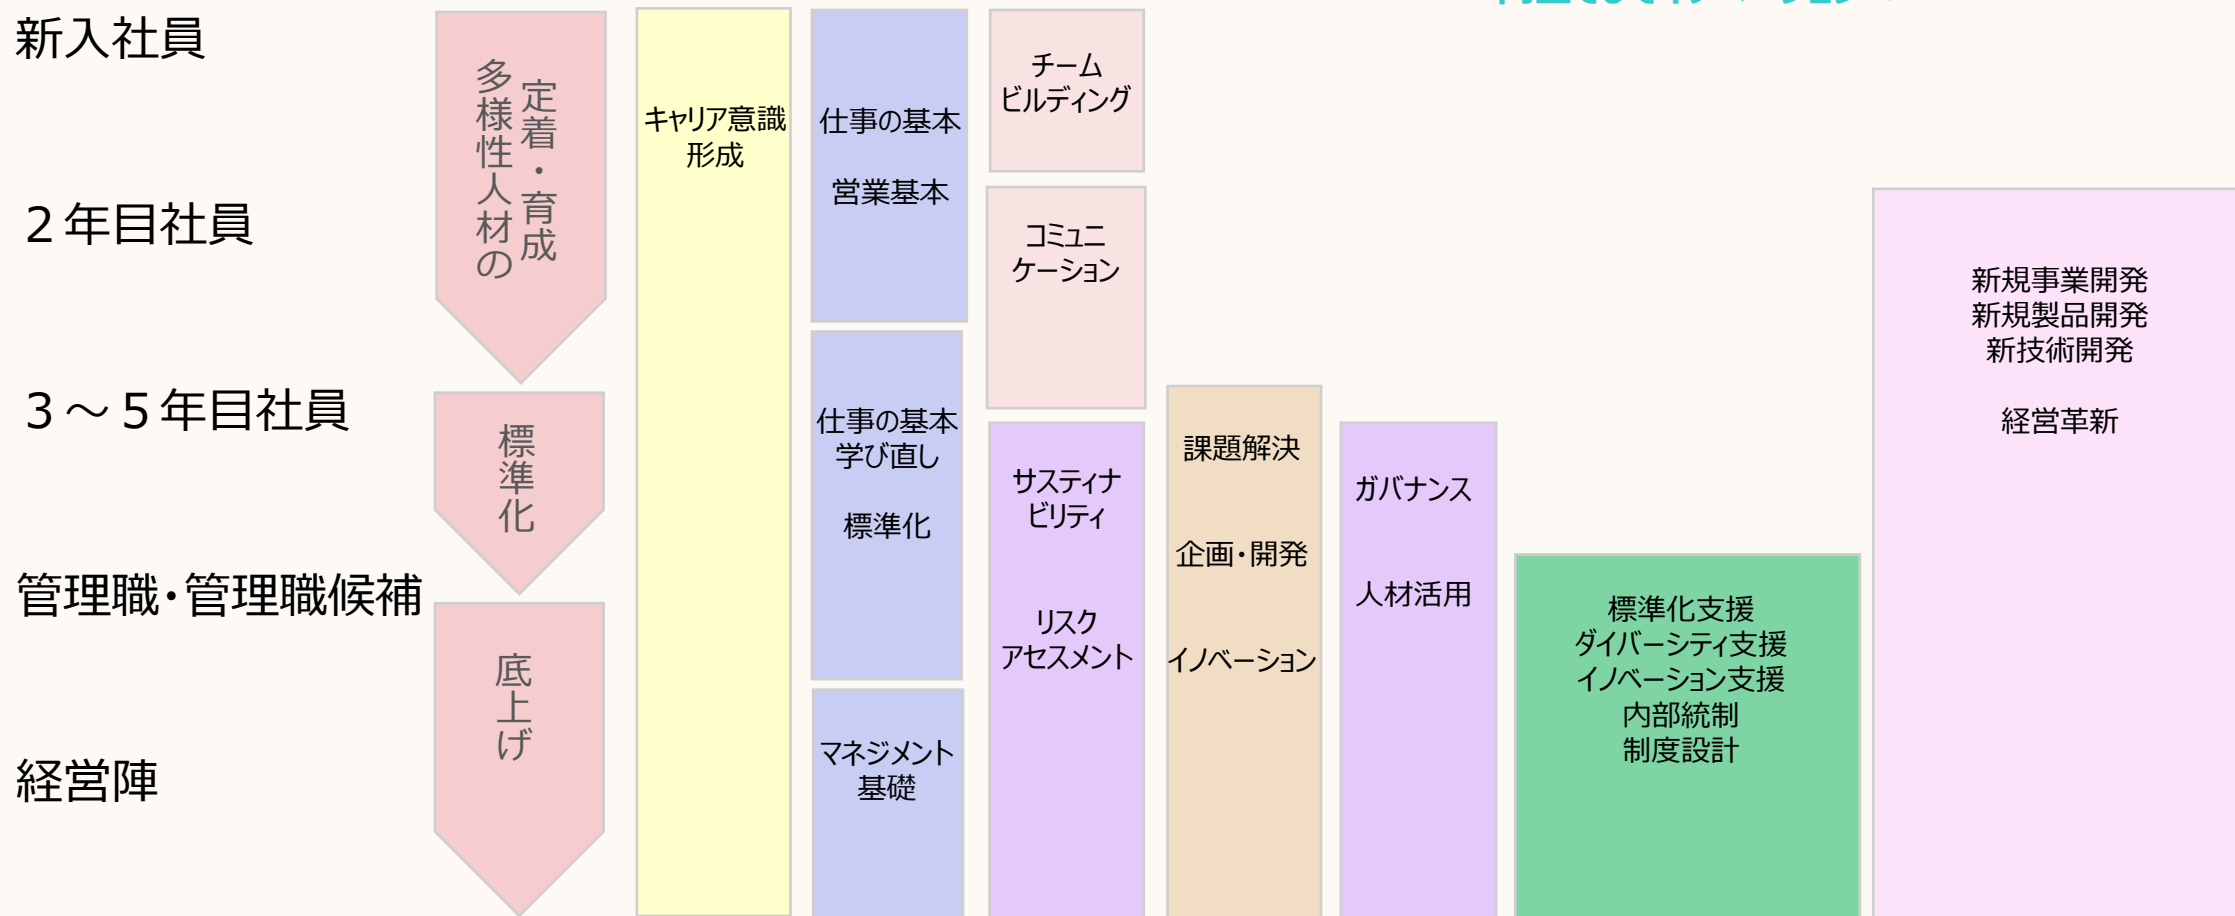 新入社員
２年目社員
３～５年目社員
管理職・管理職候補
経営陣
多様性人材の
定着・育成
標準化
底上げ
キャリア意識
形成
仕事の基本
営業基本
仕事の基本
学び直し
標準化
マネジメント
基礎
チーム
ビルディング
コミュニ
ケーション
サスティナ
ビリティ
リスク
アセスメント
課題解決
企画・開発
イノベーション
ガバナンス
人材活用
標準化支援
ダイバーシティ支援
イノベーション支援
内部統制
制度設計
新規事業開発
新規製品開発
新技術開発
経営革新